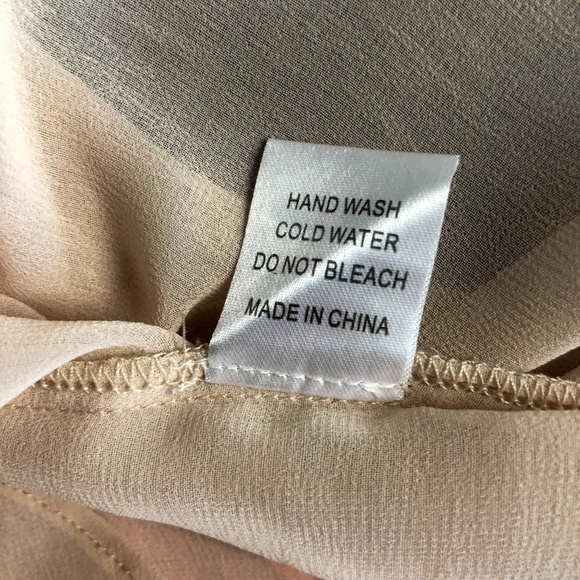 HAND WASH
COLD WATER
DO NOT BLEACH
MADE IN CHINA